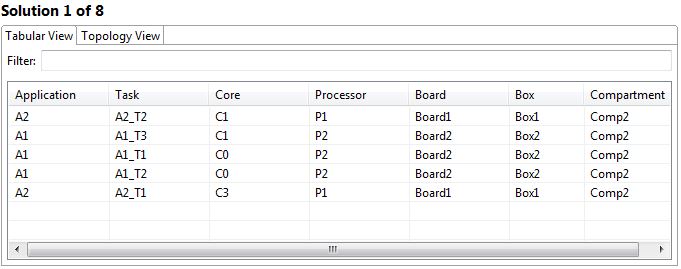 Solution 1 of 8
Tabular View Topology View
Filter:
Application Task Core Processor Board Box Compartment
A2 A2_T2 C1 P1 Board1 Box1 Comp2
A1 A1_T3 C1 P2 Board2 Box2 Comp2
A1 A1_T1 C0 P2 Board2 Box2 Comp2
A1 A1_T2 C0 P2 Board2 Box2 Comp2
A2 A2_T1 C3 P1 Board1 Box1 Comp2